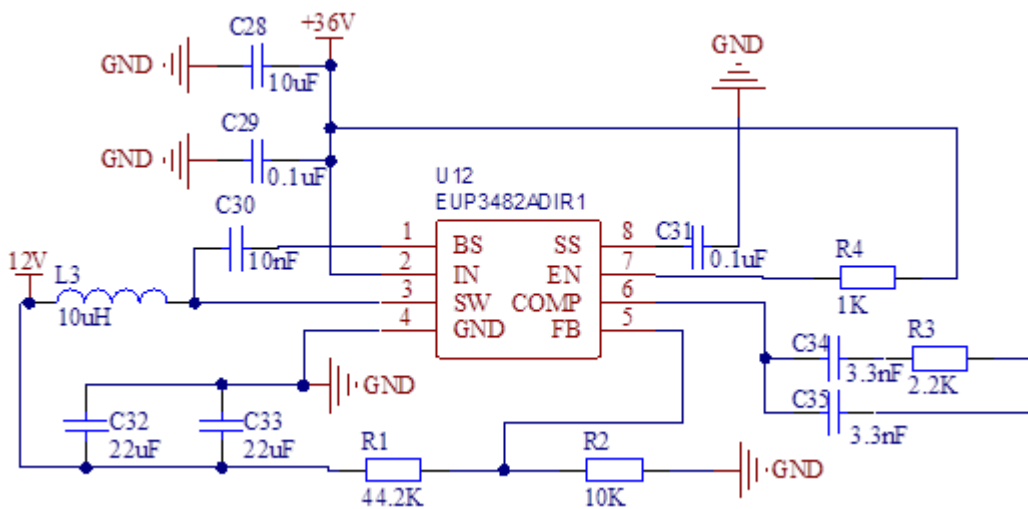 C28
+36V
GND
10uF
GND
C29
GND
0.1uF
U12
EUP3482ADIR1
C30
10nF
1
BS
SS
8
C31
0.1uF
2
IN
EN
7
R4
1K
12V
L3
10uH
3
SW
COMP
6
4
GND
FB
5
C34
3.3nF
R3
2.2K
GND
C35
3.3nF
C32
22uF
C33
22uF
R1
44.2K
R2
10K
GND